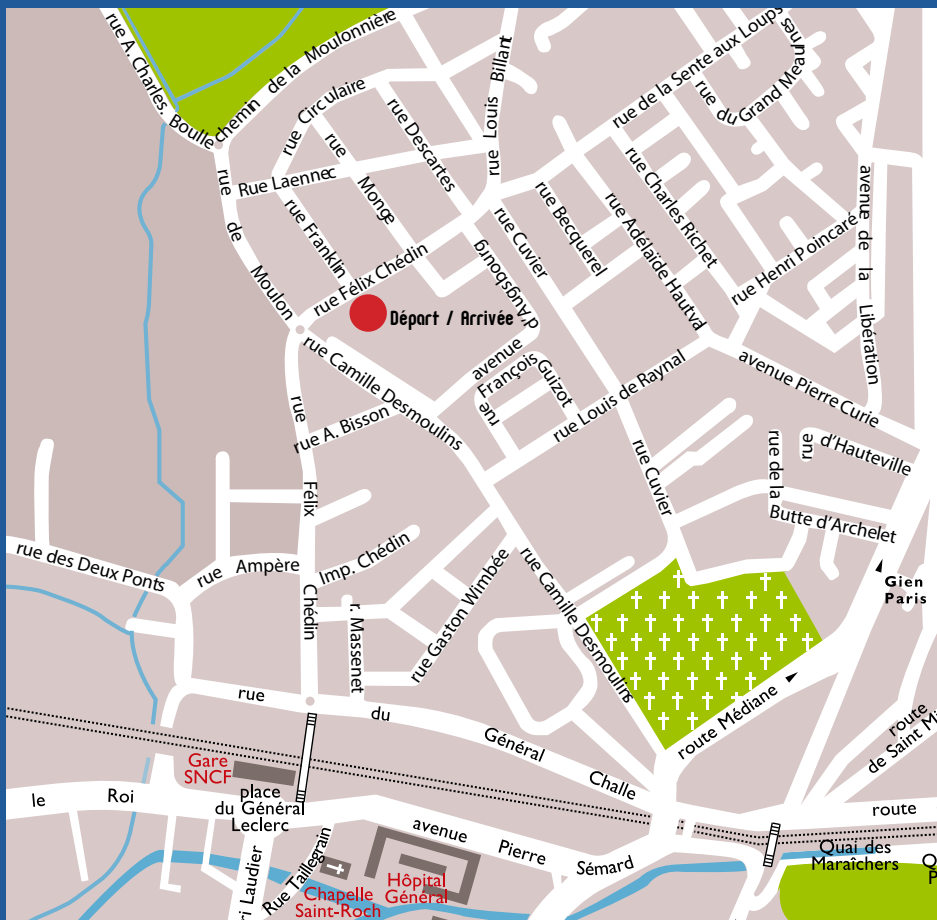 rue A. Charles. Boulle
chemin de la Moulonnière
rue Circulaire
rue Louis Billant
rue de la Sente aux Loups
rue du
Grand Meaulnes
rue Descartes
rue Monge
Rue Laennec
rue Franklin
rue de Moulon
rue Félix Chédin
rue Cuvier
rue Becquerel
rue Charles Richet
rue Adélaïde Hautvd
rue Henri Poincaré
avenue de la Libération
Départ / Arrivée
avenue
d'Augsbourg
rue Camille Desmoulins
rue A. Bisson
rue
François
Guizot
rue Louis de Raynal
avenue Pierre Curie
rue Cuvier
rue d'Hauteville
rue de la
Butte d'Archelet
rue Félix Chédin
rue des Deux Ponts
rue Ampère
Imp. Chédin
r. Massenet
rue Gaston Wimbée
rue Camille Desmoulins
Gien
Paris
route Médiane
route
de Saint Mi
rue du Général Challe
Gare
SNCF
place
du Général
Leclerc
le Roi
avenue Pierre Sémard
route
Quai des
Maraîchers
ri Laudier
Rue Taillegrain
Chapelle
Saint-Roch
Hôpital
Général